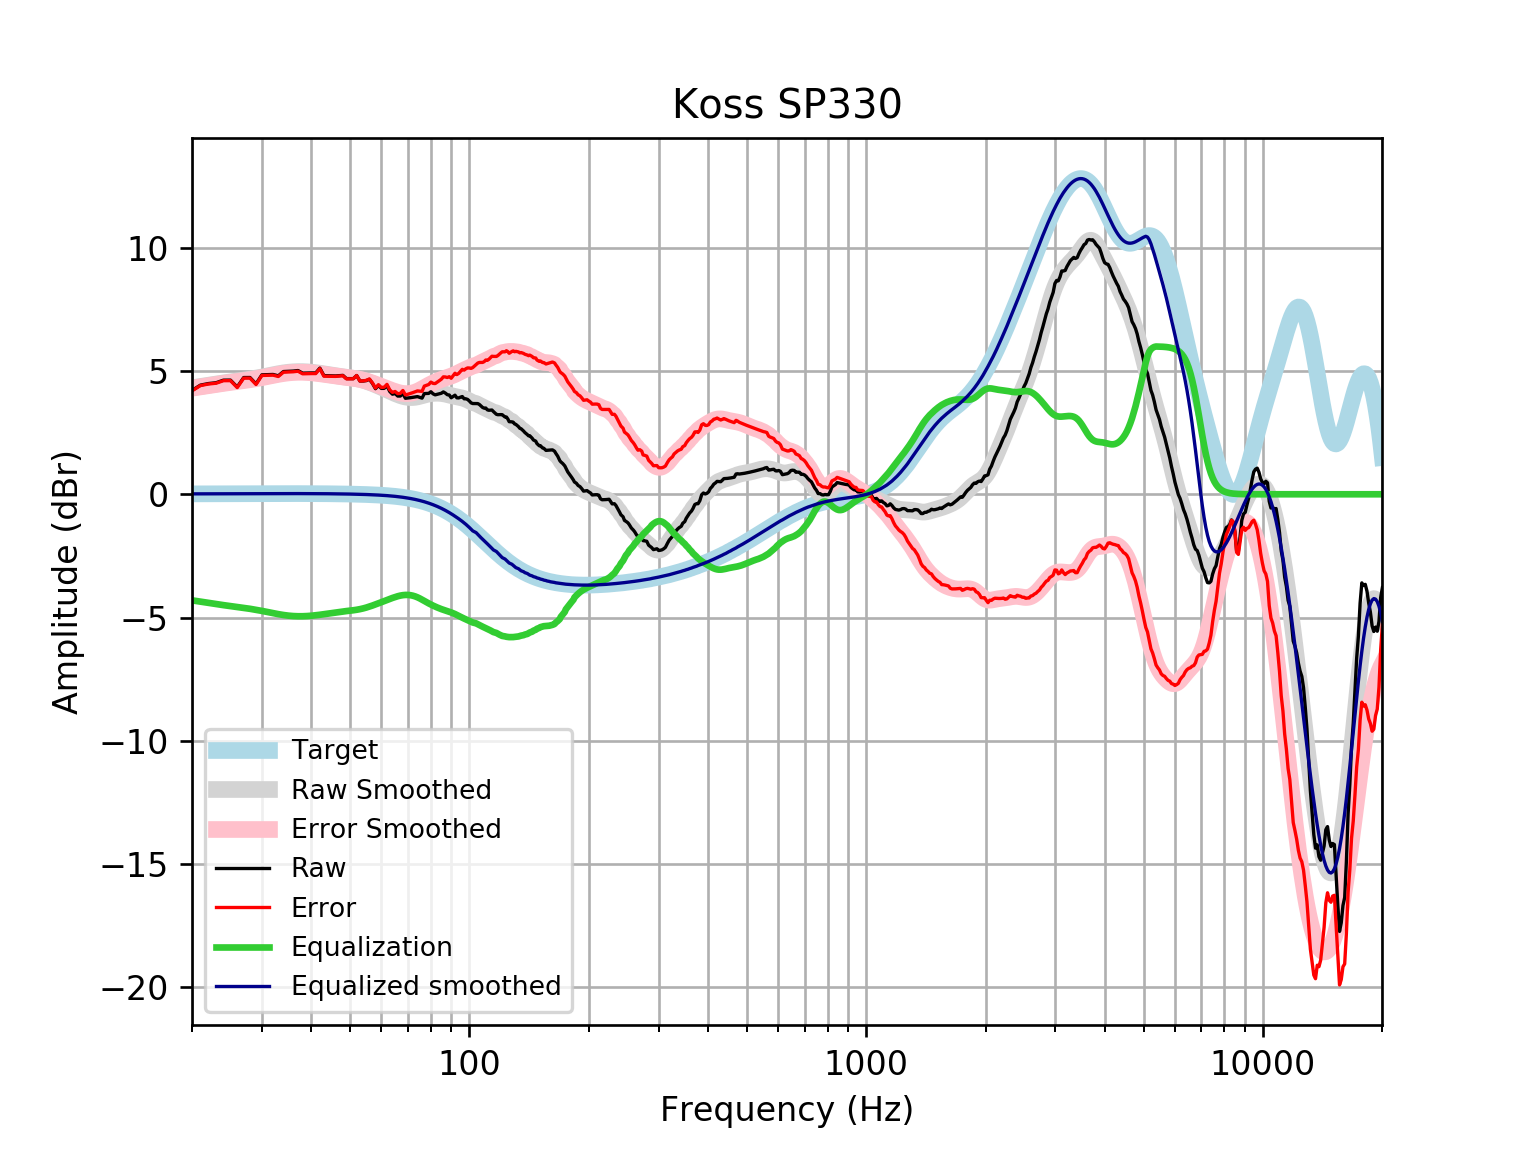 Koss SP330
10
5
0
−5
−10
−15
−20
Amplitude (dBr)
Target
Raw Smoothed
Error Smoothed
Raw
Error
Equalization
Equalized smoothed
100 1000 10000
Frequency (Hz)